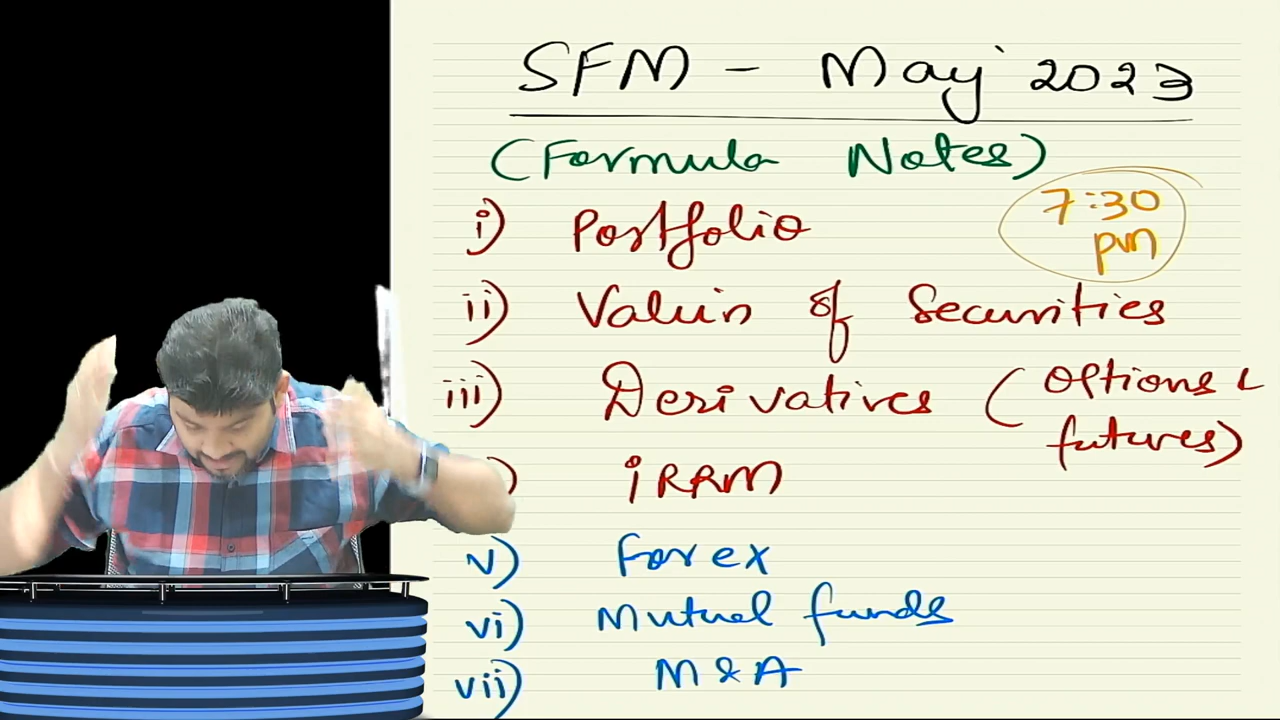 SFM - May' 2023
(Formula Notes)
7:30
pm
i) Portfolio
ii) Valuin of Securities
iii) Derivatives (Options &
futures)
) iRRM
v) Forex
vi) Mutual funds
vii) M & A